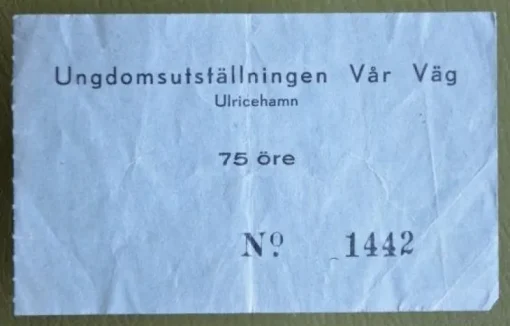 Ungdomsutställningen Vår Väg
Ulricehamn
75 öre
Nº 1442